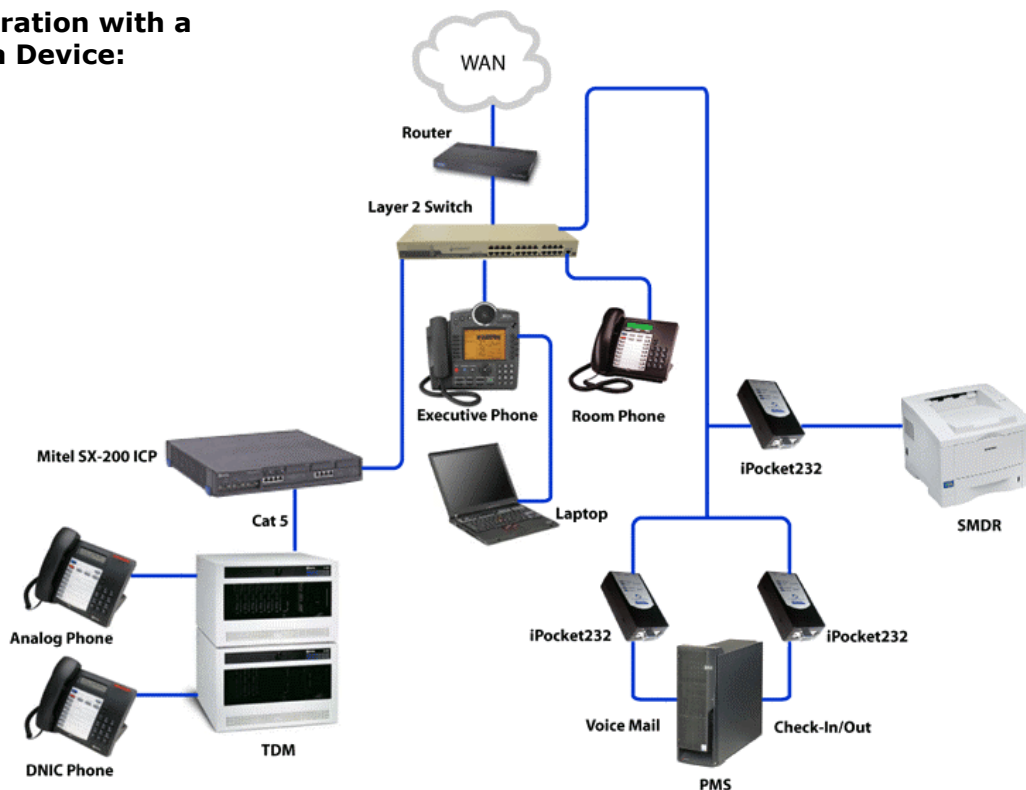 ration with a
Device:
WAN
Router
Layer 2 Switch
Executive Phone
Room Phone
iPocket232
SMDR
Mitel SX-200 ICP
Cat 5
Laptop
Analog Phone
DNIC Phone
TDM
iPocket232
iPocket232
Voice Mail
Check-In/Out
PMS